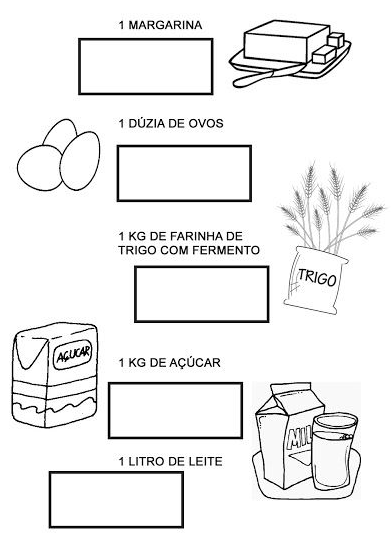 1 MARGARINA
1 DÚZIA DE OVOS
1 KG DE FARINHA DE
TRIGO COM FERMENTO
TRIGO
AÇUCAR
1 KG DE AÇÚCAR
MIL
1 LITRO DE LEITE